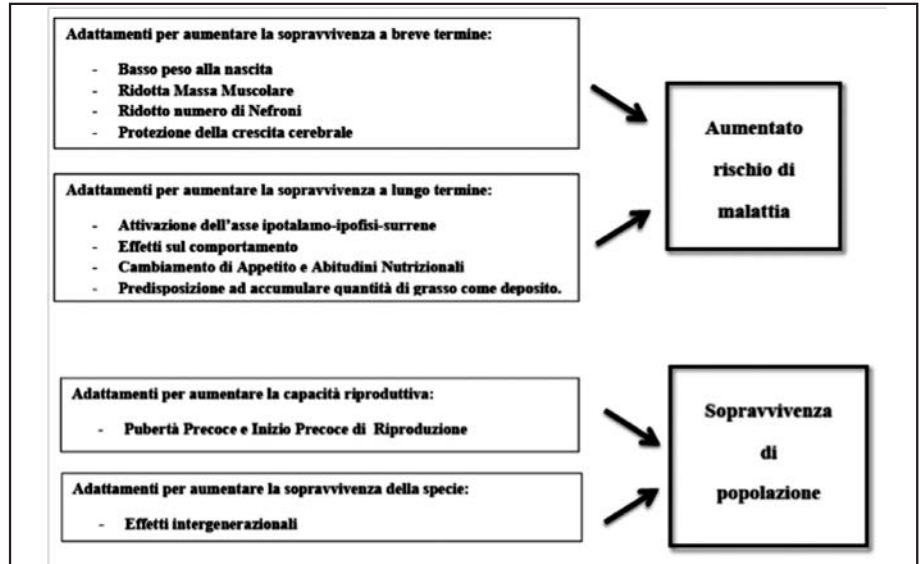 Adattamenti per aumentare la sopravvivenza a breve termine:
- Basso peso alla nascita
- Ridotta Massa Muscolare
- Ridotto numero di Nefroni
- Protezione della crescita cerebrale
Aumentato
rischio di
malattia
Adattamenti per aumentare la sopravvivenza a lungo termine:
- Attivazione dell'asse ipotalamo-ipofisi-surrene
- Effetti sul comportamento
- Cambiamento di Appetito e Abitudini Nutrizionali
- Predisposizione ad accumulare quantità di grasso come deposito.
Adattamenti per aumentare la capacità riproduttiva:
- Pubertà Precoce e Inizio Precoce di Riproduzione
Sopravvivenza
di
popolazione
Adattamenti per aumentare la sopravvivenza della specie:
- Effetti intergenerazionali